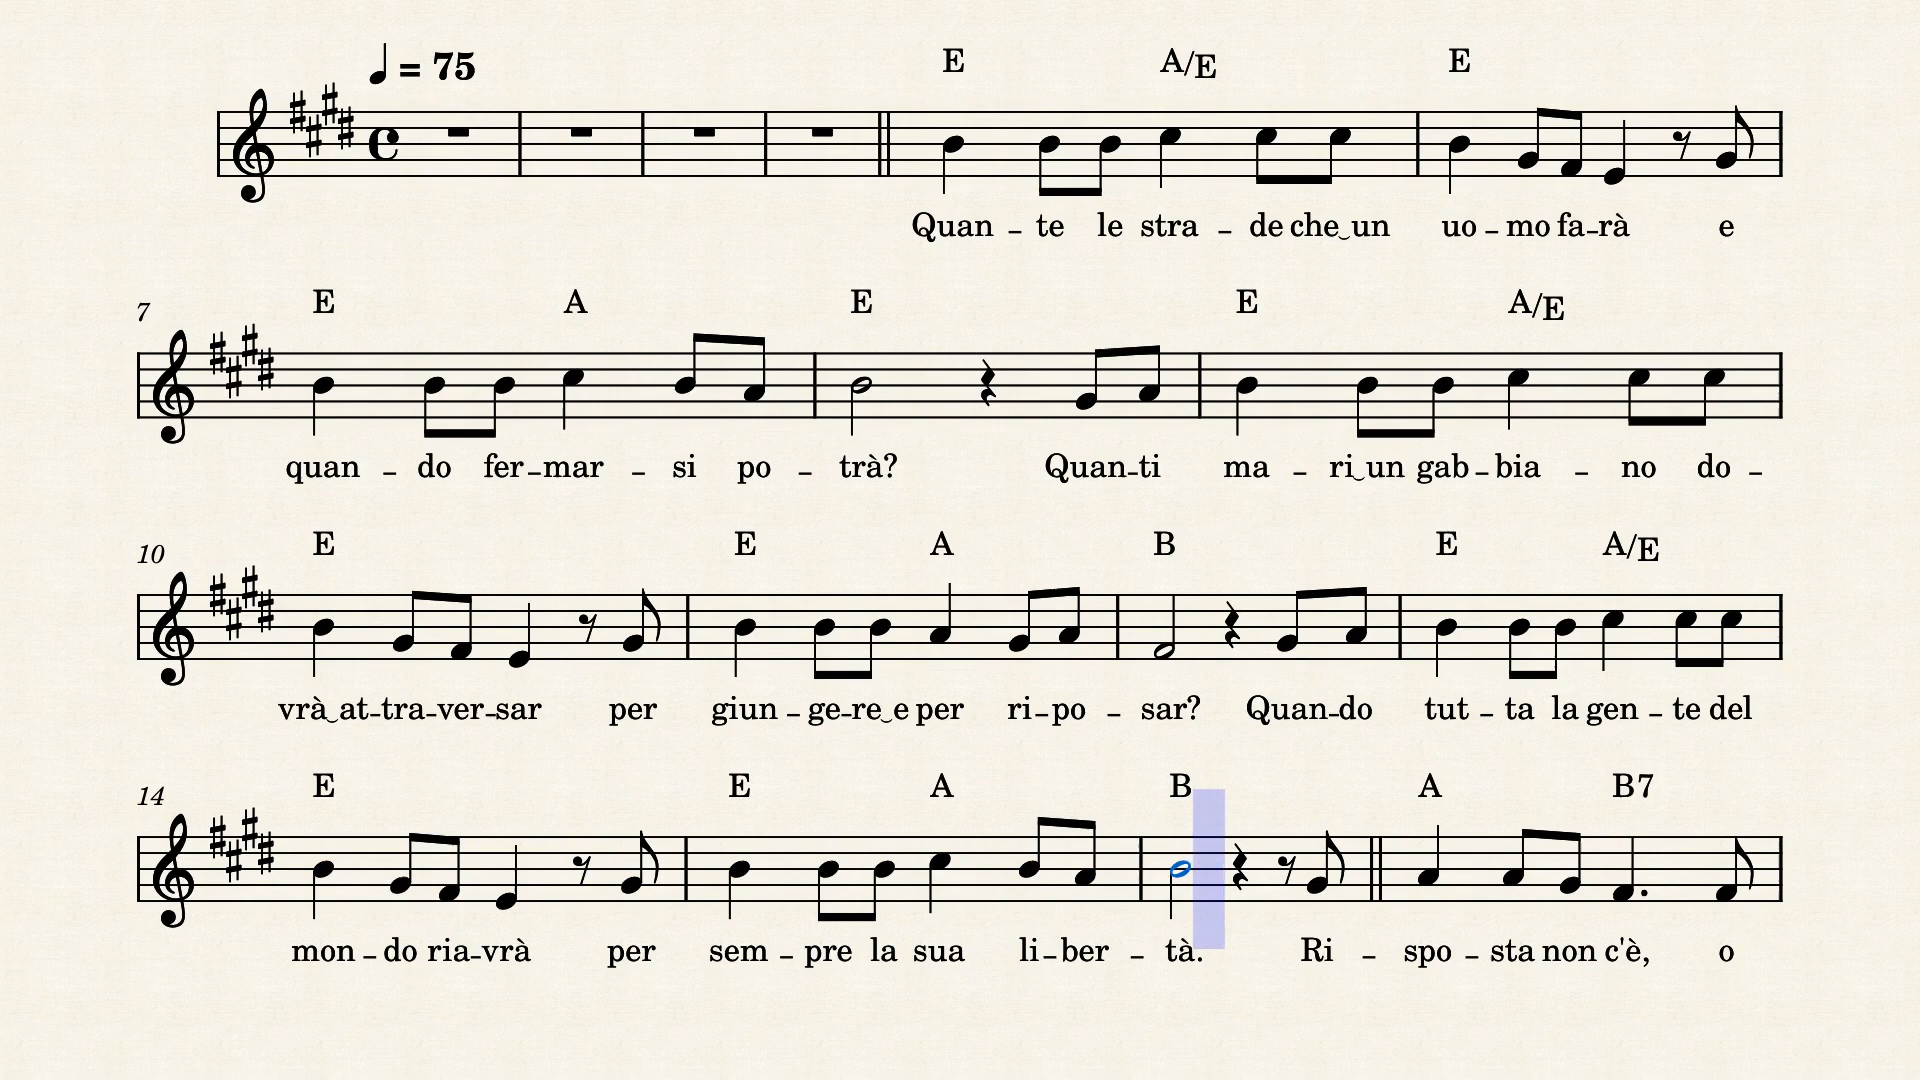 = 75
E A/E E
Quan - te le stra - de che‿un uo - mo fa-rà e
7
E A E E A/E
quan - do fer-mar - si po - trà? Quan-ti ma - ri‿un gab-bia - no do -
10
E E A B E A/E
vrà‿at-tra-ver-sar per giun - ge-re‿e per ri-po - sar? Quan-do tut - ta la gen - te del
14
E E A B A B7
mon - do ria-vrà per sem - pre la sua li-ber - tà. Ri - spo - sta non c'è, o